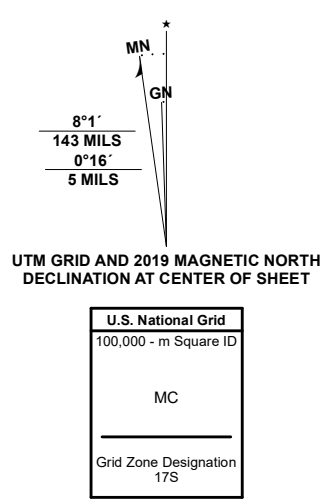 MN
GN
8°1´
143 MILS
0°16´
5 MILS
UTM GRID AND 2019 MAGNETIC NORTH
DECLINATION AT CENTER OF SHEET
U.S. National Grid
100,000 - m Square ID
MC
Grid Zone Designation
17S